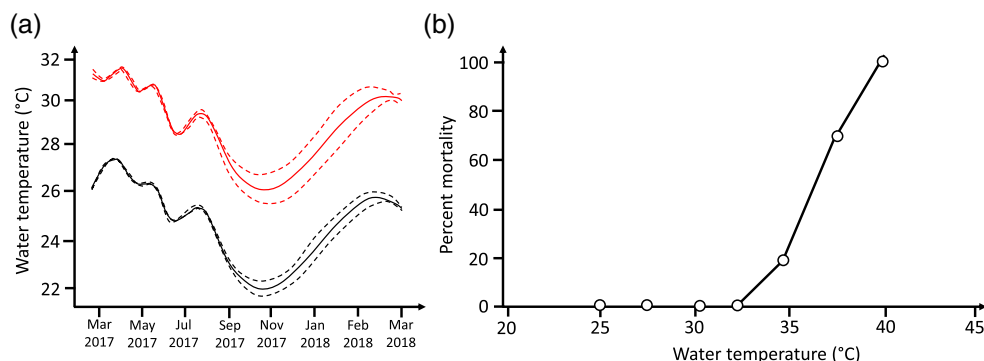 (a)
Water temperature (°C)
32
30
28
26
24
22
Mar May Jul Sep Nov Jan Feb Mar
2017 2017 2017 2017 2017 2018 2018 2018
(b)
Percent mortality
100
80
60
40
20
0
20 25 30 35 40 45
Water temperature (°C)